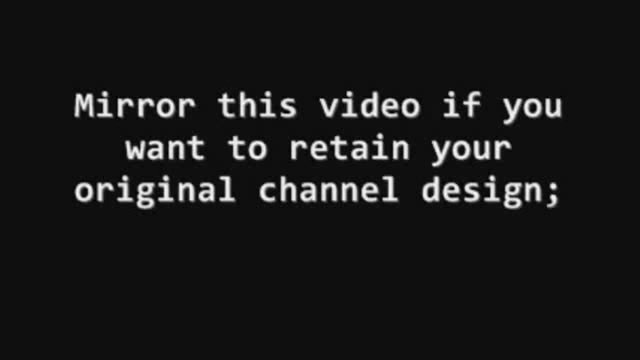 Mirror this video if you
want to retain your
original channel design;